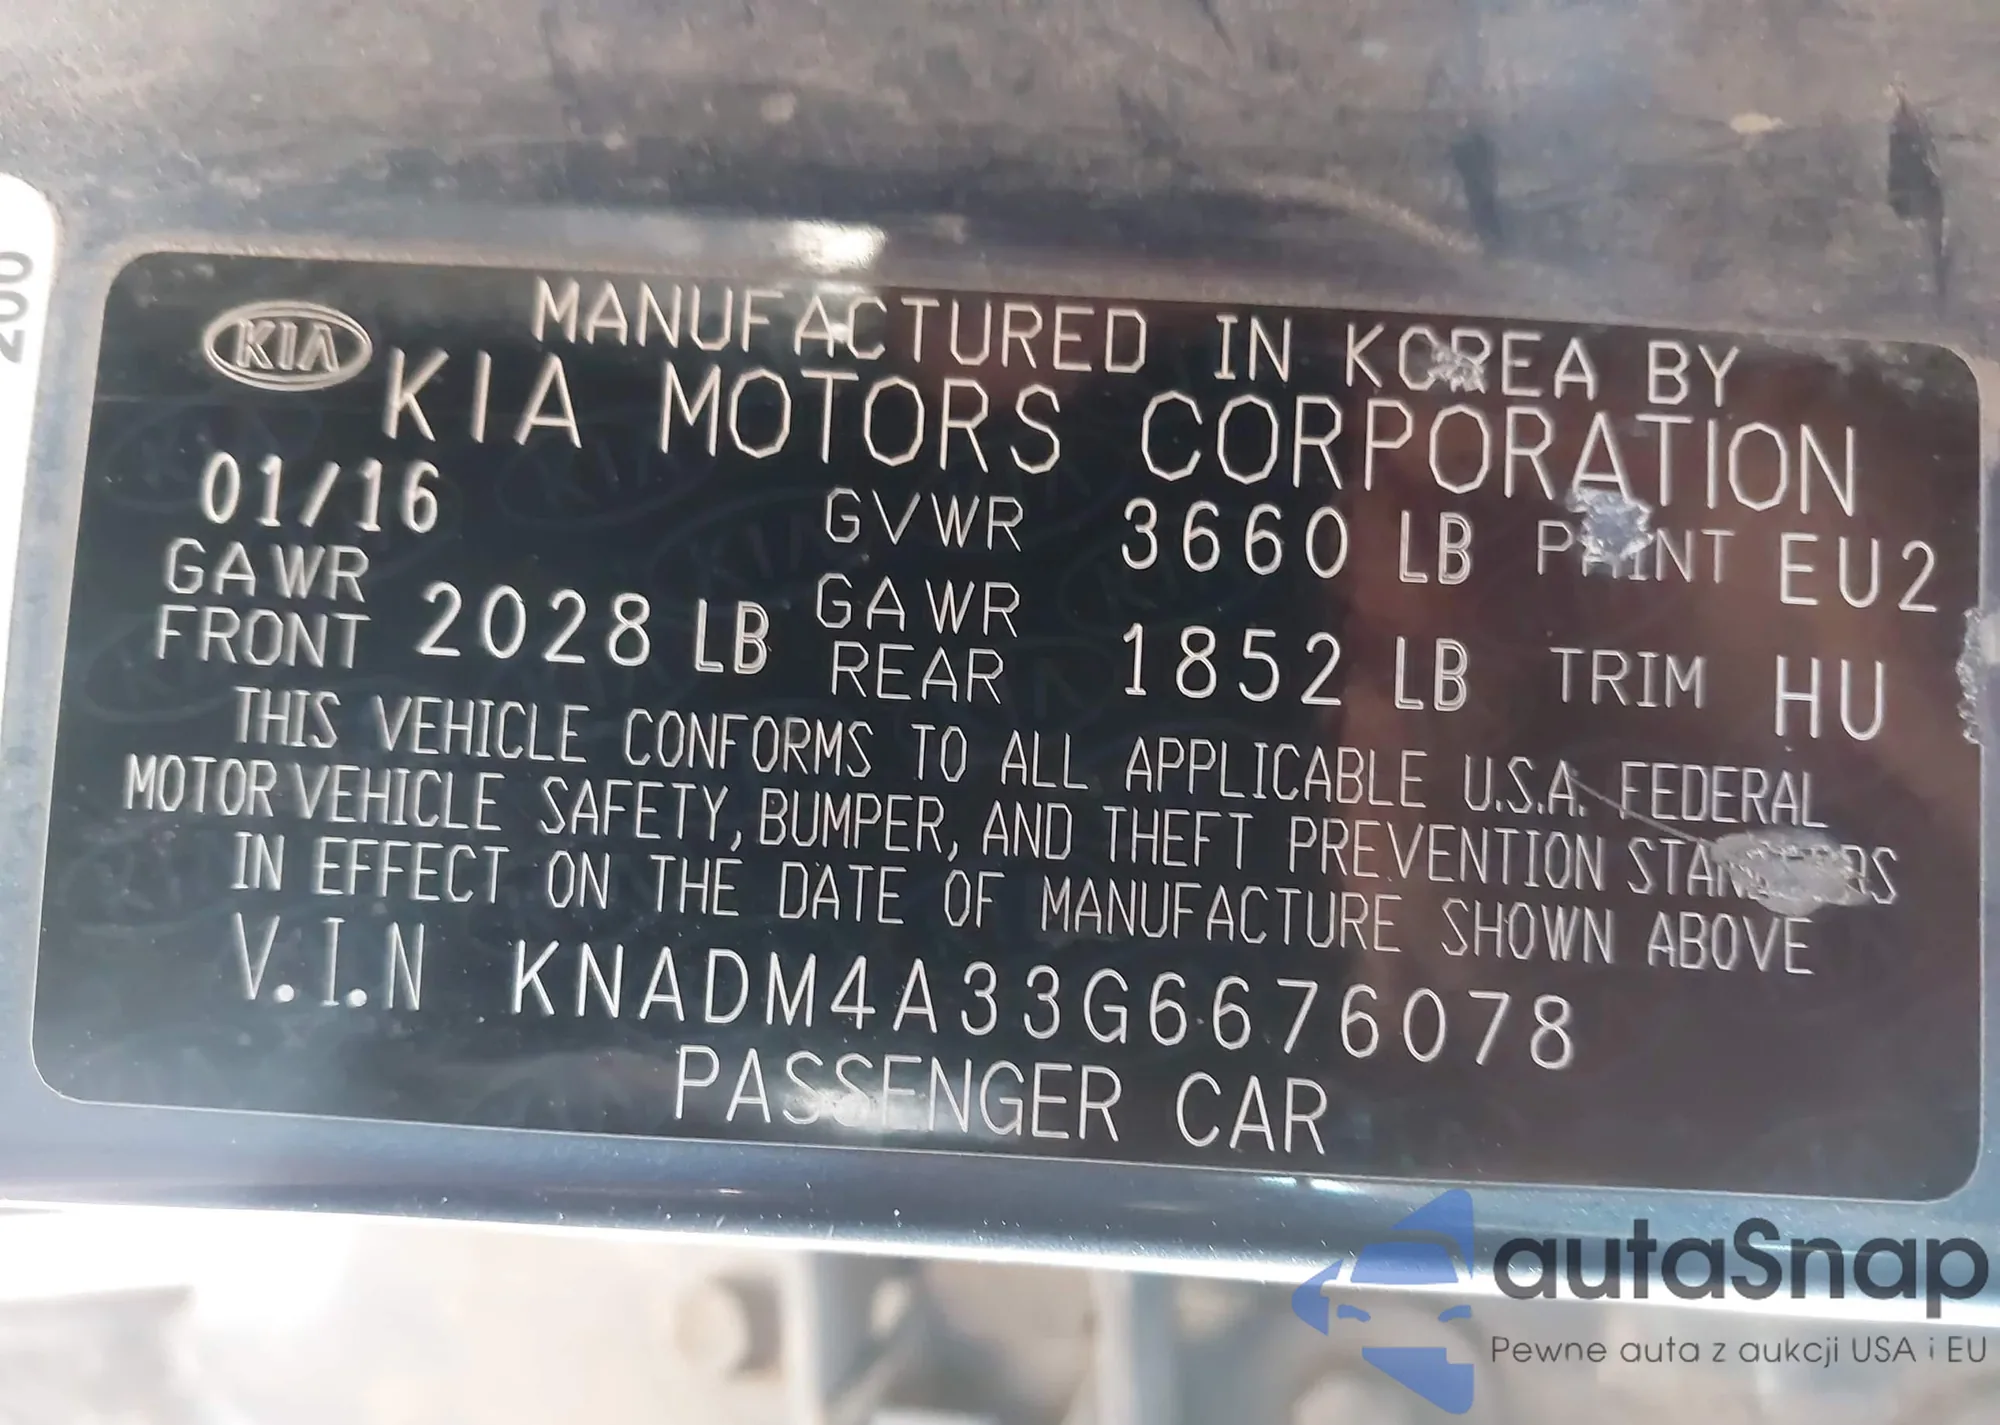 200
KIA
MANUFACTURED IN KOREA BY
KIA MOTORS CORPORATION
01/16 GVWR 3660 LB PAINT EU2
GAWR FRONT 2028 LB GAWR REAR 1852 LB TRIM HU
THIS VEHICLE CONFORMS TO ALL APPLICABLE U.S.A. FEDERAL
MOTOR VEHICLE SAFETY, BUMPER, AND THEFT PREVENTION STANDARDS
IN EFFECT ON THE DATE OF MANUFACTURE SHOWN ABOVE
V.I.N KNADM4A33G6676078
PASSENGER CAR
autaSnap
Pewne auta z aukcji USA i EU